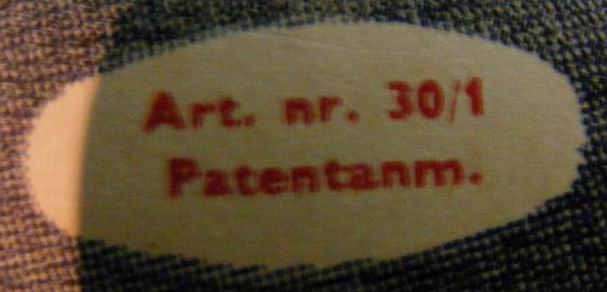 Art. nr. 30/1
Patentanm.